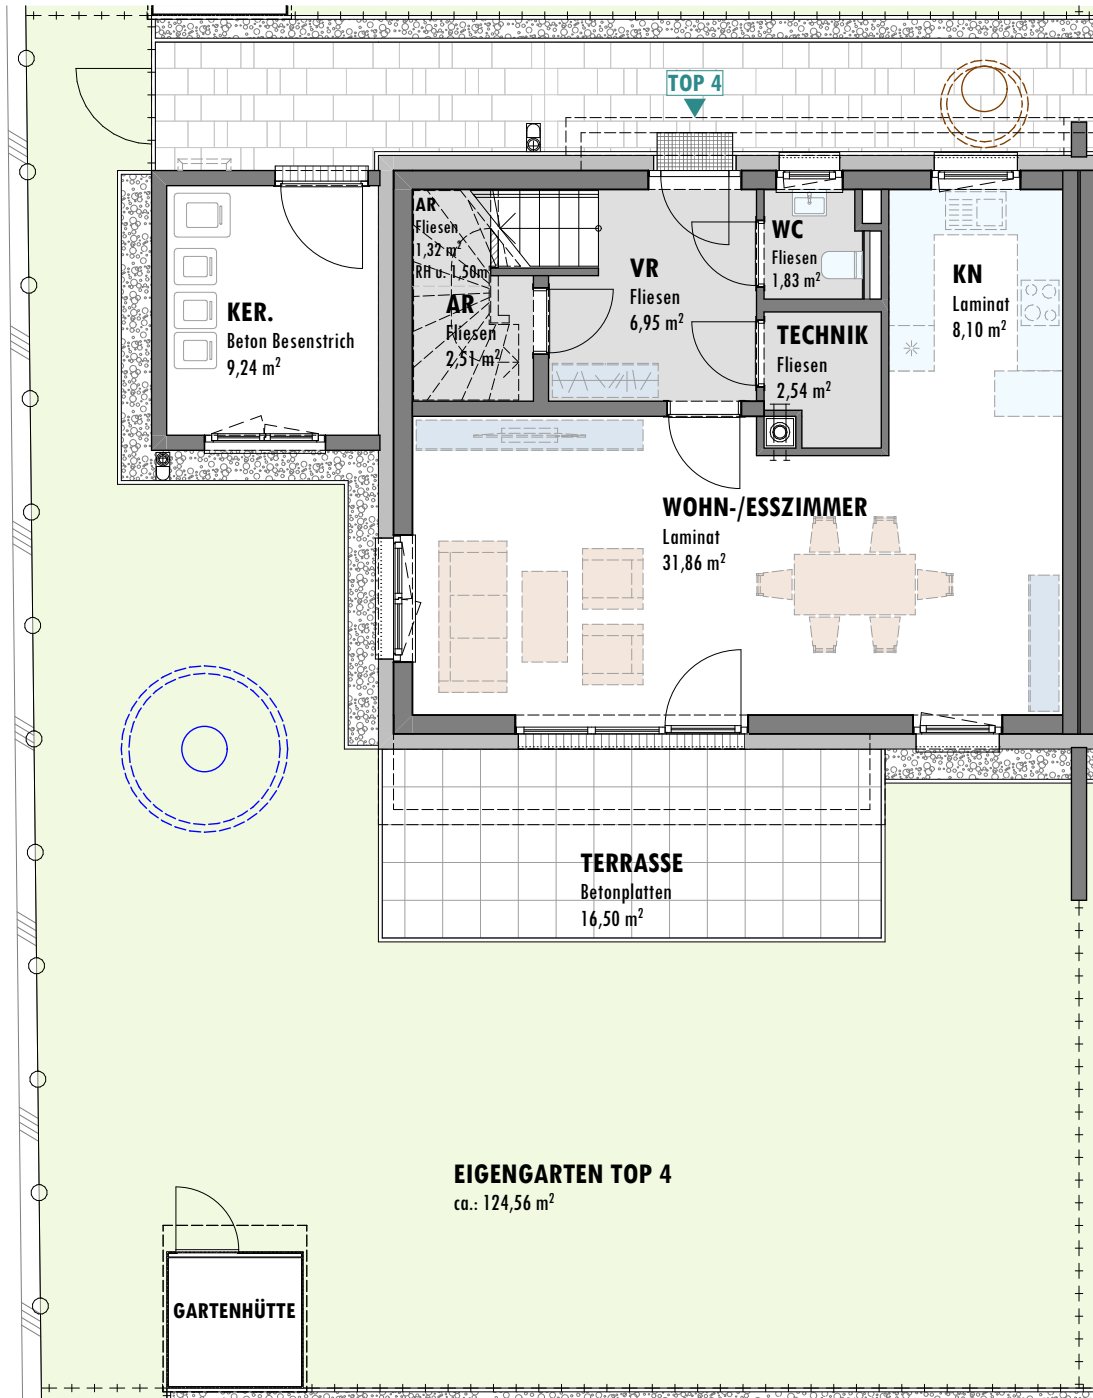 TOP 4
AR
Fliesen
1,32 m²
RH u. 1,50m
AR
Fliesen
2,51 m²
VR
Fliesen
6,95 m²
WC
Fliesen
1,83 m²
KN
Laminat
8,10 m²
KER.
Beton Besenstrich
9,24 m²
TECHNIK
Fliesen
2,54 m²
WOHN-/ESSZIMMER
Laminat
31,86 m²
TERRASSE
Betonplatten
16,50 m²
EIGENGARTEN TOP 4
ca.: 124,56 m²
GARTENHÜTTE